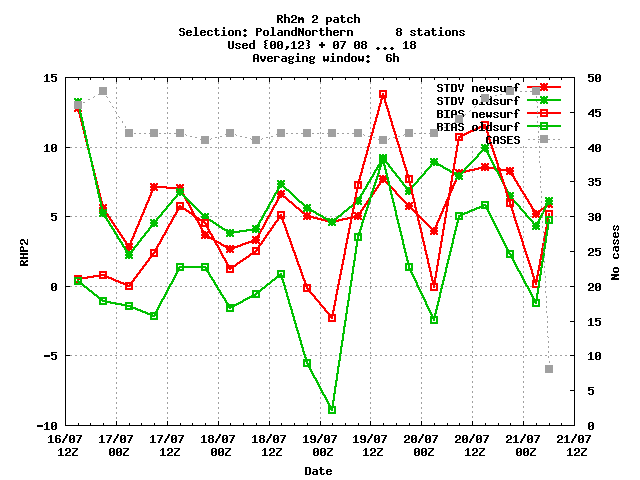 Rh2m 2 patch
Selection: PolandNorthern 8 stations
Used {00,12} + 07 08 ... 18
Averaging window: 6h
15 50
STDV newsurf
STDV oldsurf
45
BIAS newsurf
BIAS oldsurf
10 CASES 40
35
5 30
RHP2 25 No cases
0 20
15
-5 10
5
-10 0
16/07 17/07 17/07 18/07 18/07 19/07 19/07 20/07 20/07 21/07 21/07
12Z 00Z 12Z 00Z 12Z 00Z 12Z 00Z 12Z 00Z 12Z
Date